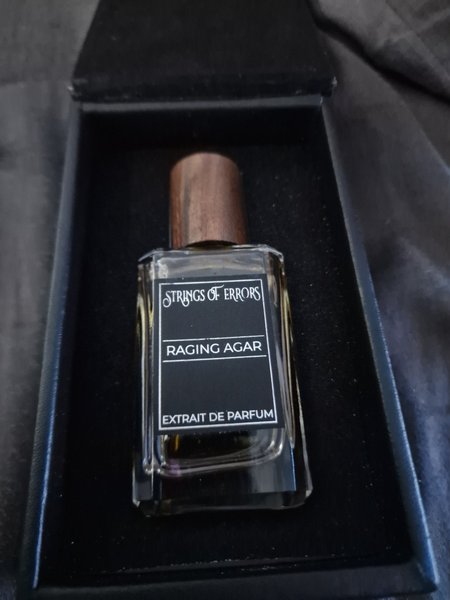 STRINGS OF ERRORS
RAGING AGAR
EXTRAIT DE PARFUM